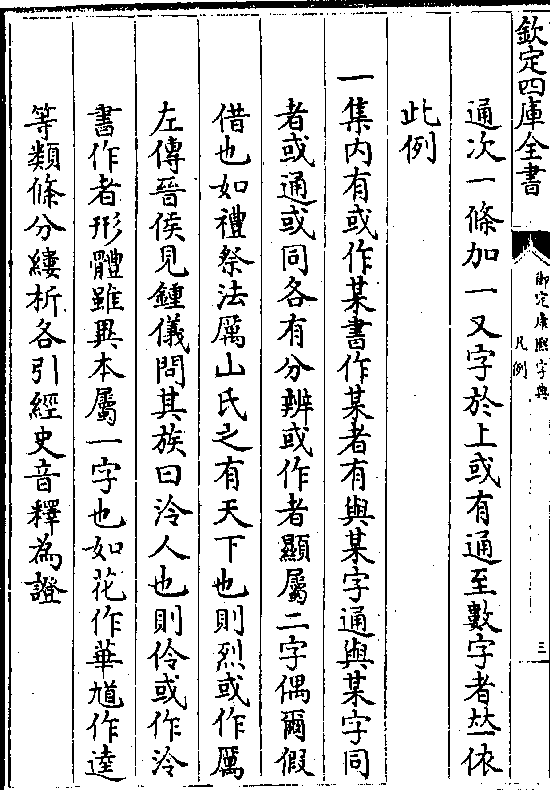 欽定四庫全書
御定康熙字典
凡例
三
通次一條加一又字於上或有通至數字者竝依
此例
一集内有或作某書作某者有與某字通與某字同
者或通或同各有分辨或作者顯屬二字偶爾假
借也如禮祭法厲山氏之有天下也則烈或作厲
左傳晉侯見鍾儀問其族曰泠人也則伶或作泠
書作者形體雖異本屬一字也如花作華馗作逵
等類條分縷析各引經史音釋為證